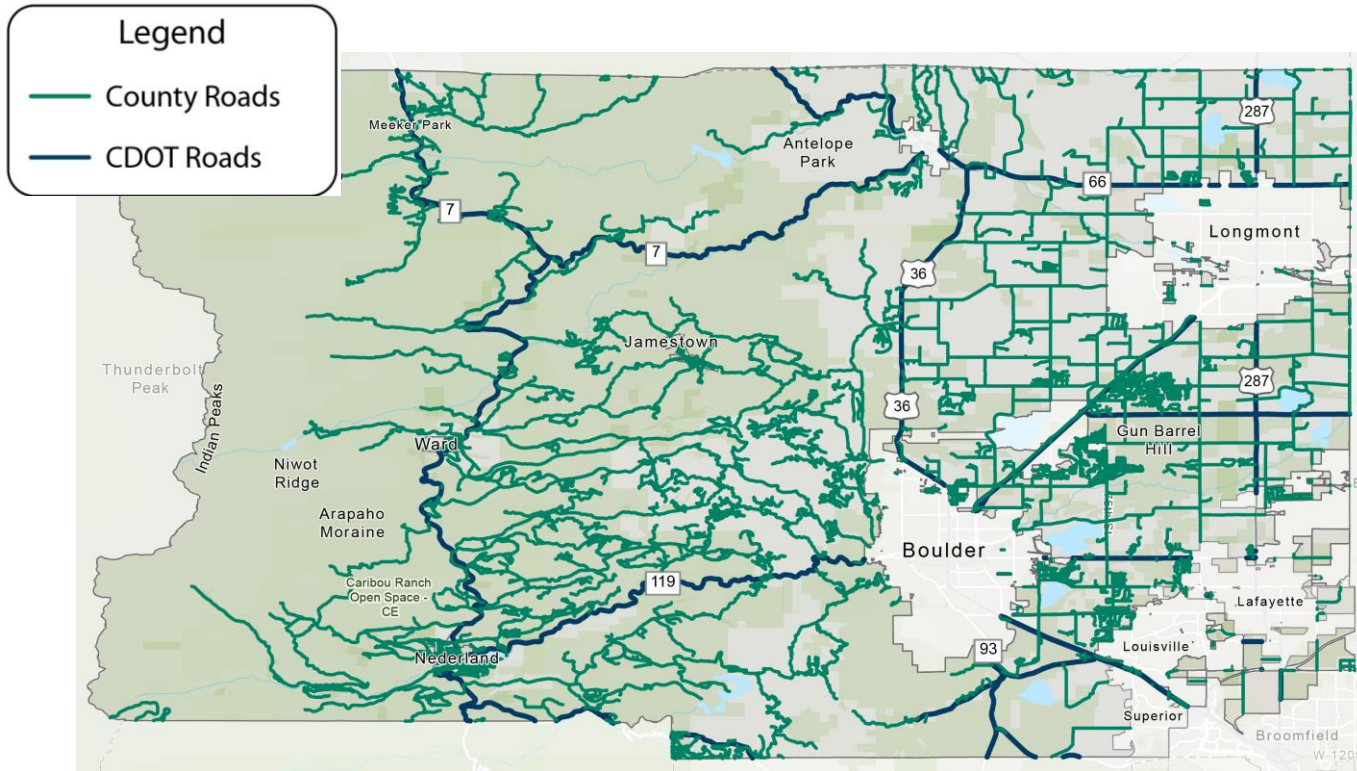 Legend
County Roads
CDOT Roads
Meeker Park
Antelope
Park
287
66
7
Longmont
7
36
Jamestown
Thunderbolt
Peak
287
36
Indian Peaks
Gun Barrel
Hill
Ward
Niwot
Ridge
Arapaho
Moraine
Boulder
119
Caribou Ranch
Open Space -
CE
Lafayette
93
Louisville
Nederland
Superior
Broomfield
W 120